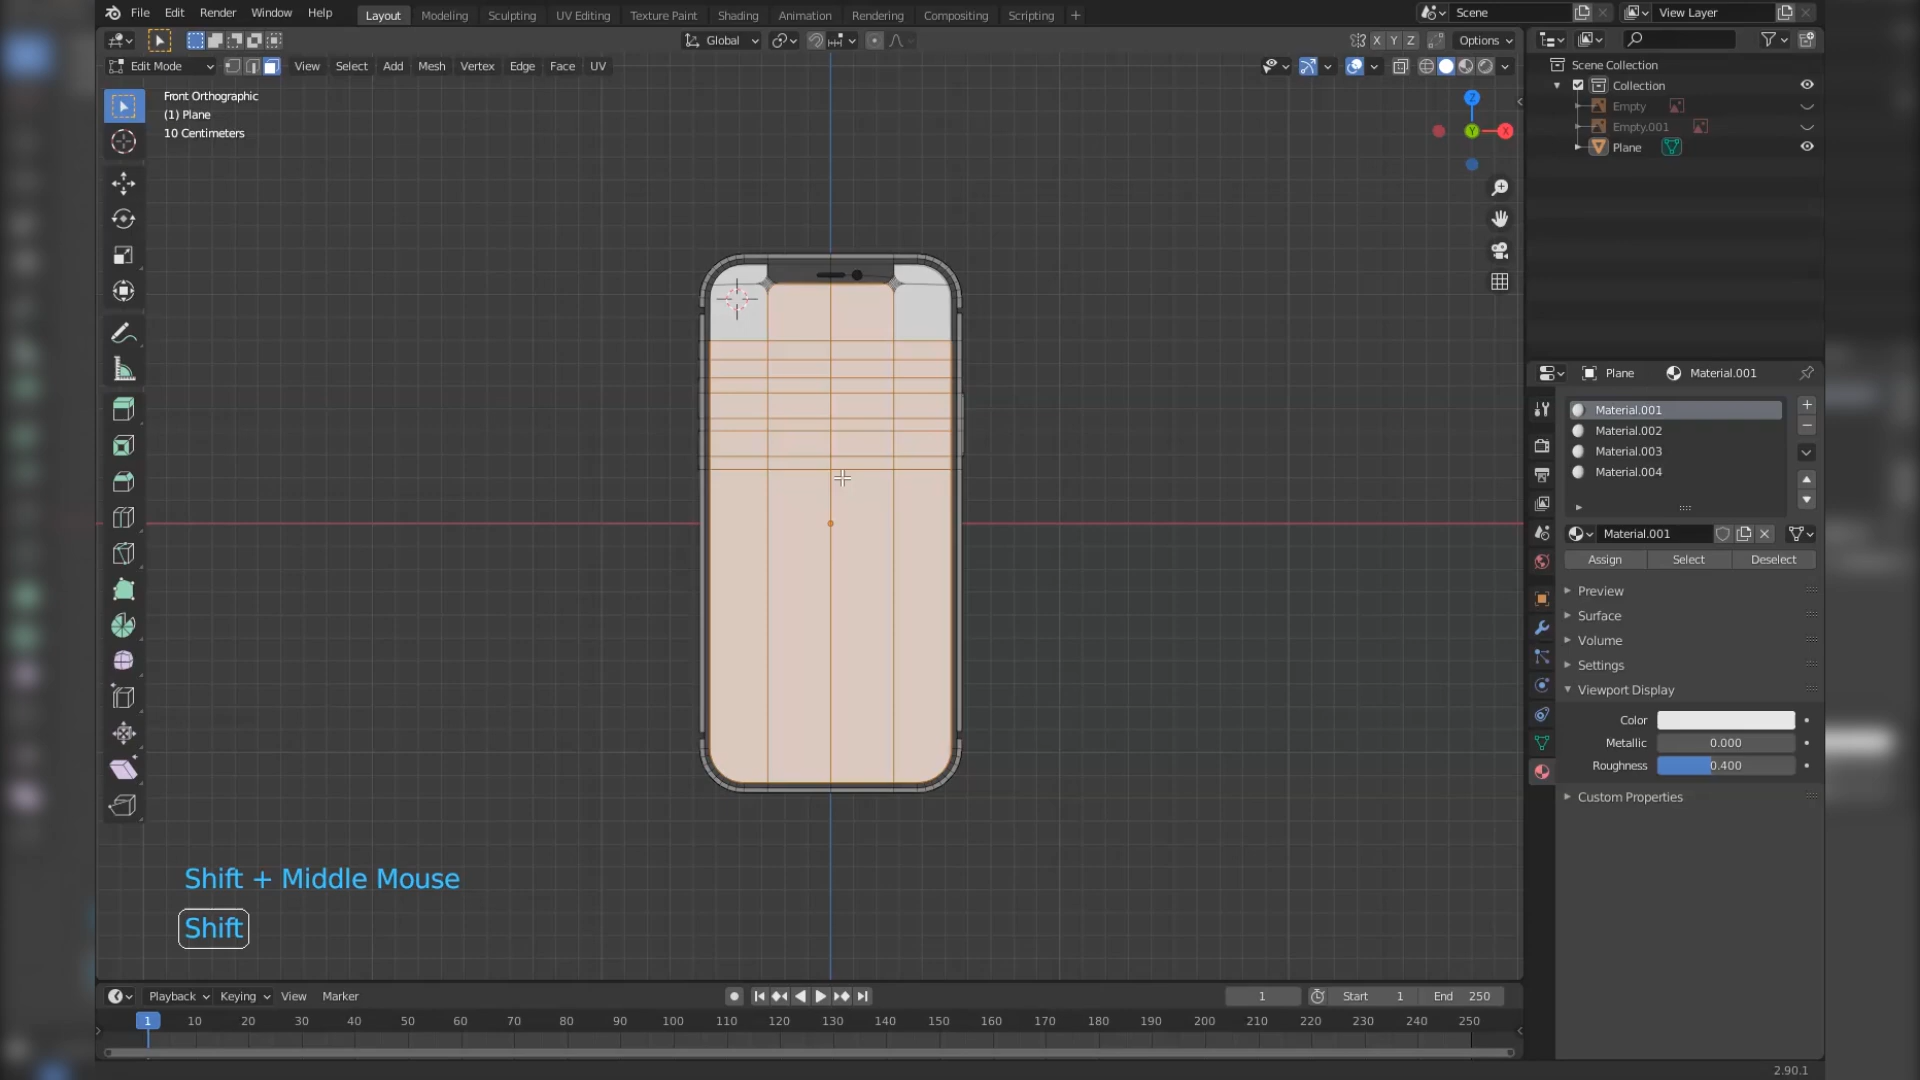 File Edit Render Window Help
Layout Modeling Sculpting UV Editing Texture Paint Shading Animation Rendering Compositing Scripting +
Scene
View Layer
Global
X Y Z
Options
Edit Mode
View Select Add Mesh Vertex Edge Face UV
Front Orthographic
(1) Plane
10 Centimeters
Z
Y
X
Scene Collection
Collection
Empty
Empty.001
Plane
Plane
Material.001
Material.001
Material.002
Material.003
Material.004
Material.001
Assign Select Deselect
Preview
Surface
Volume
Settings
Viewport Display
Color
Metallic 0.000
Roughness 0.400
Custom Properties
Shift + Middle Mouse
Shift
Playback Keying View Marker
1
Start 1
End 250
1 10 20 30 40 50 60 70 80 90 100 110 120 130 140 150 160 170 180 190 200 210 220 230 240 250
2.90.1